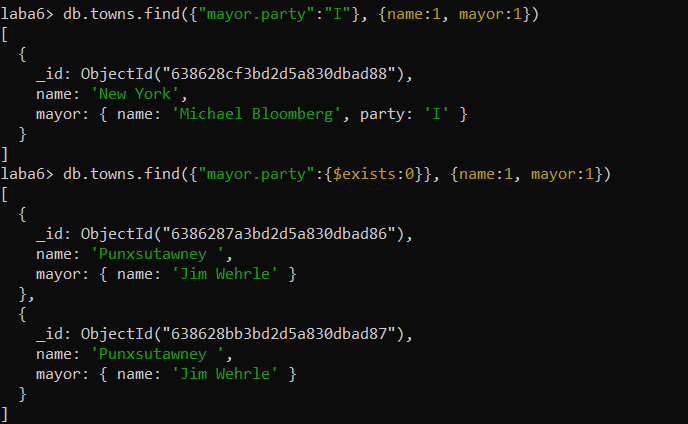 laba6> db.towns.find({"mayor.party":"I"}, {name:1, mayor:1})
[
  {
    _id: ObjectId("638628cf3bd2d5a830dbad88"),
    name: 'New York',
    mayor: { name: 'Michael Bloomberg', party: 'I' }
  }
]
laba6> db.towns.find({"mayor.party":{$exists:0}}, {name:1, mayor:1})
[
  {
    _id: ObjectId("6386287a3bd2d5a830dbad86"),
    name: 'Punxsutawney ',
    mayor: { name: 'Jim Wehrle' }
  },
  {
    _id: ObjectId("638628bb3bd2d5a830dbad87"),
    name: 'Punxsutawney ',
    mayor: { name: 'Jim Wehrle' }
  }
]